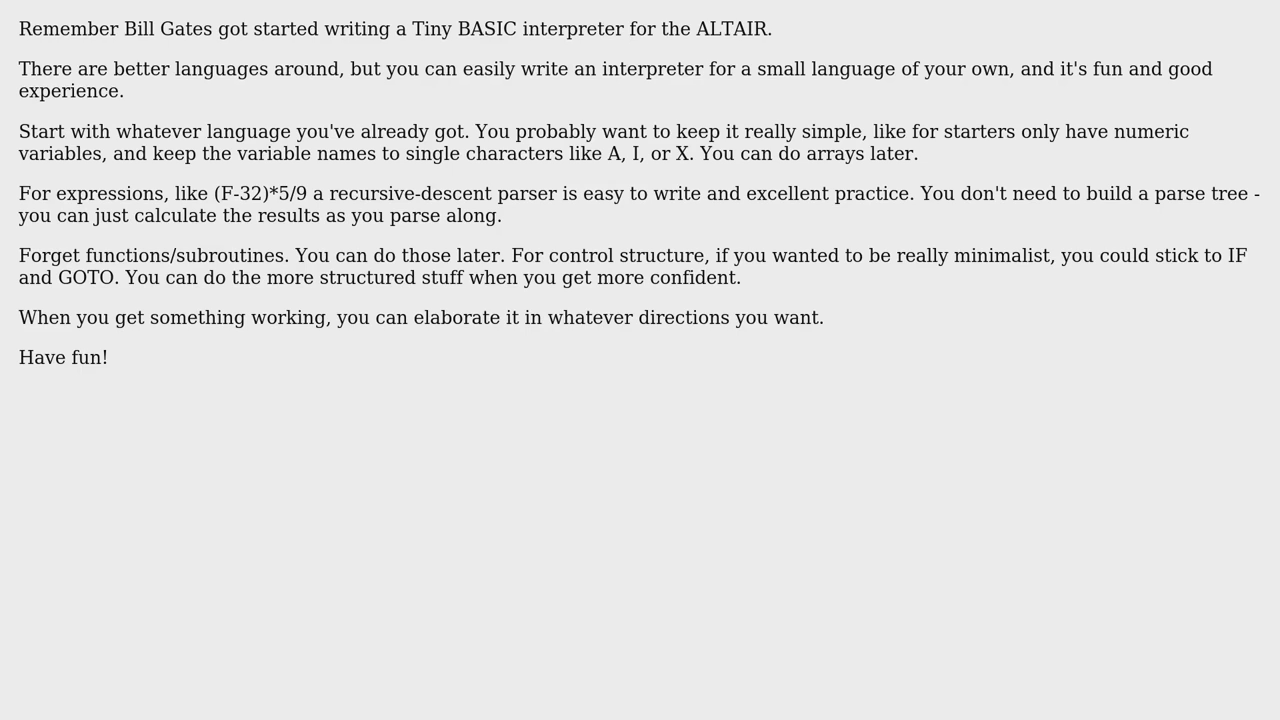 Remember Bill Gates got started writing a Tiny BASIC interpreter for the ALTAIR.
There are better languages around, but you can easily write an interpreter for a small language of your own, and it's fun and good
experience.
Start with whatever language you've already got. You probably want to keep it really simple, like for starters only have numeric
variables, and keep the variable names to single characters like A, I, or X. You can do arrays later.
For expressions, like (F-32)*5/9 a recursive-descent parser is easy to write and excellent practice. You don't need to build a parse tree -
you can just calculate the results as you parse along.
Forget functions/subroutines. You can do those later. For control structure, if you wanted to be really minimalist, you could stick to IF
and GOTO. You can do the more structured stuff when you get more confident.
When you get something working, you can elaborate it in whatever directions you want.
Have fun!